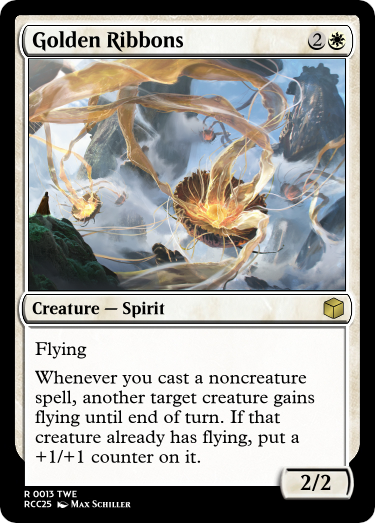 Golden Ribbons 2
Creature — Spirit
Flying
Whenever you cast a noncreature
spell, another target creature gains
flying until end of turn. If that
creature already has flying, put a
+1/+1 counter on it.
2/2
R 0013 TWE
RCC25 Max Schiller